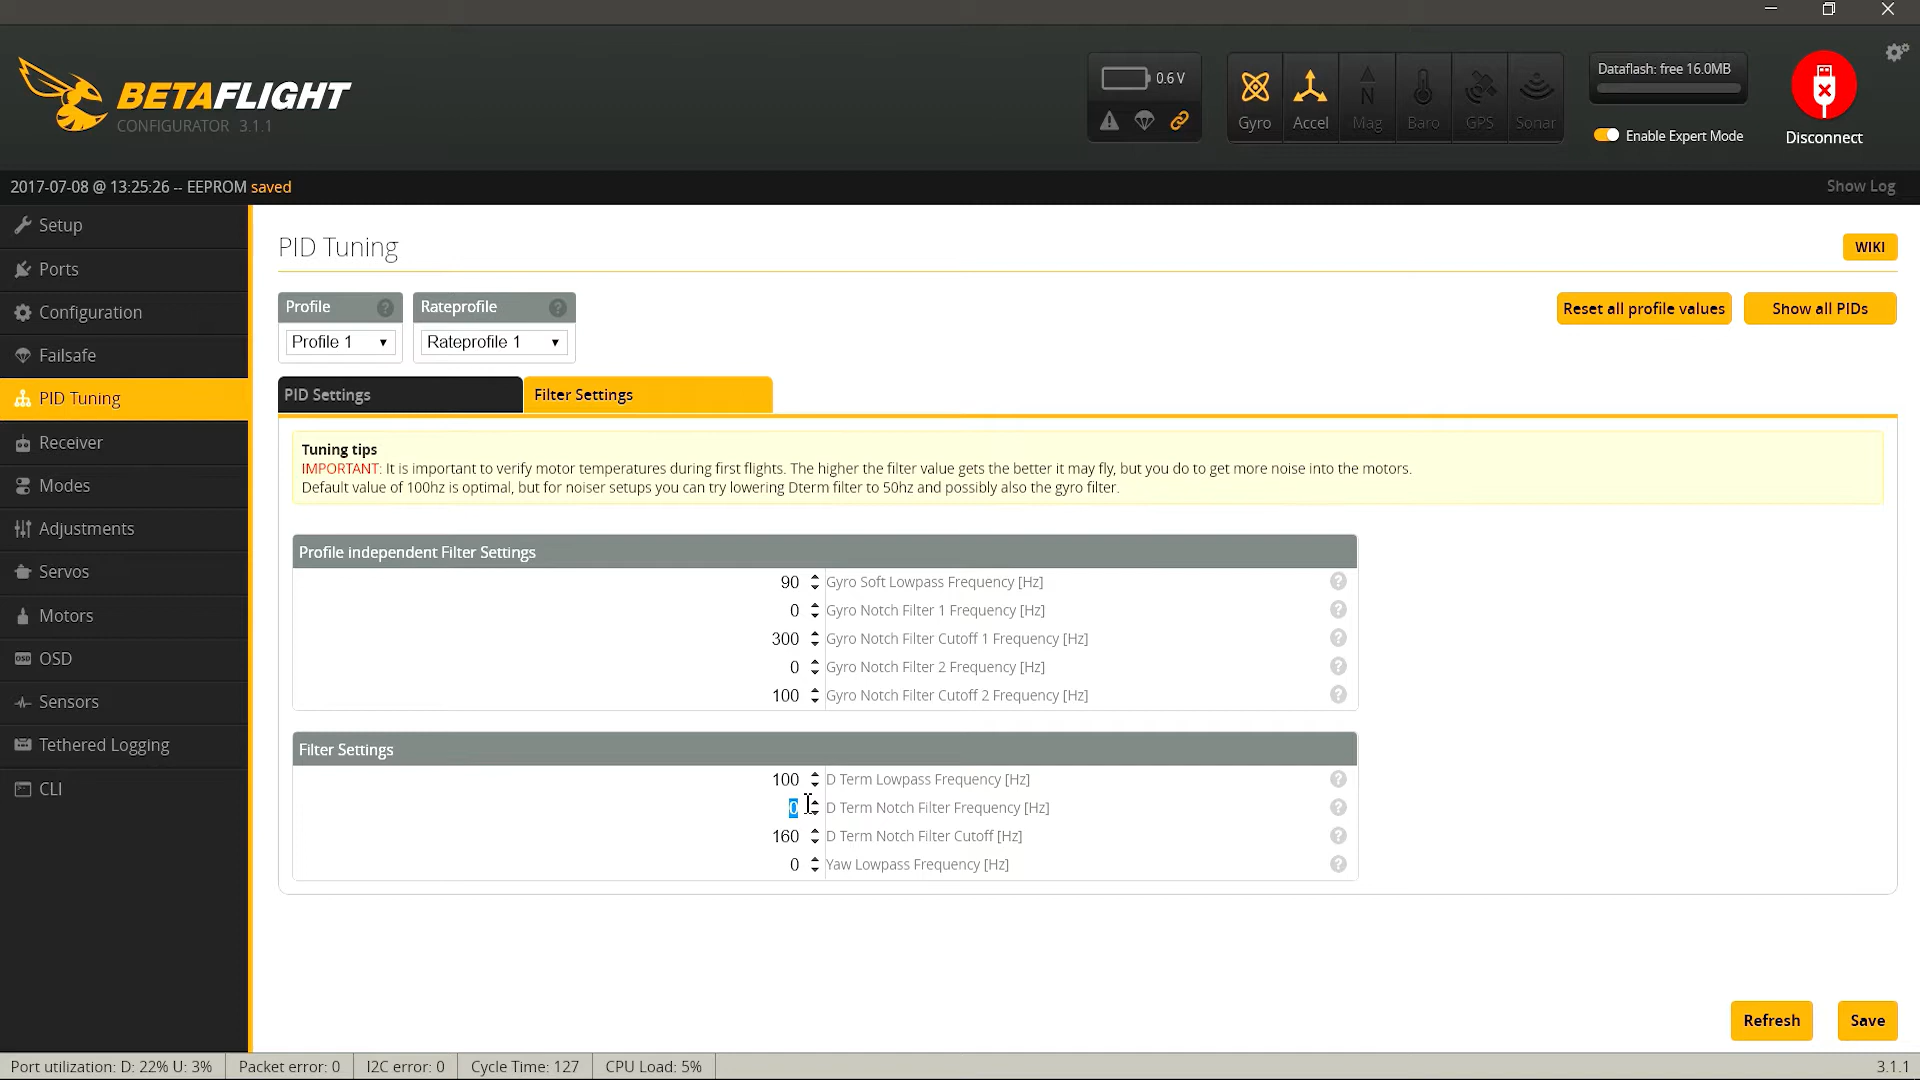 BETAFLIGHT
CONFIGURATOR 3.1.1
0.6 V
Gyro
Accel
Mag
Baro
GPS
Sonar
Dataflash: free 16.0MB
Enable Expert Mode
Disconnect
2017-07-08 @ 13:25:26 -- EEPROM saved
Show Log
Setup
Ports
Configuration
Failsafe
PID Tuning
Receiver
Modes
Adjustments
Servos
Motors
OSD
Sensors
Tethered Logging
CLI
PID Tuning
WIKI
Profile
Rateprofile
Profile 1
Rateprofile 1
Reset all profile values
Show all PIDs
PID Settings
Filter Settings
Tuning tips
IMPORTANT: It is important to verify motor temperatures during first flights. The higher the filter value gets the better it may fly, but you do to get more noise into the motors.
Default value of 100hz is optimal, but for noiser setups you can try lowering Dterm filter to 50hz and possibly also the gyro filter.
Profile independent Filter Settings
90 Gyro Soft Lowpass Frequency [Hz]
0 Gyro Notch Filter 1 Frequency [Hz]
300 Gyro Notch Filter Cutoff 1 Frequency [Hz]
0 Gyro Notch Filter 2 Frequency [Hz]
100 Gyro Notch Filter Cutoff 2 Frequency [Hz]
Filter Settings
100 D Term Lowpass Frequency [Hz]
0 D Term Notch Filter Frequency [Hz]
160 D Term Notch Filter Cutoff [Hz]
0 Yaw Lowpass Frequency [Hz]
Refresh
Save
Port utilization: D: 22% U: 3%
Packet error: 0
I2C error: 0
Cycle Time: 127
CPU Load: 5%
3.1.1